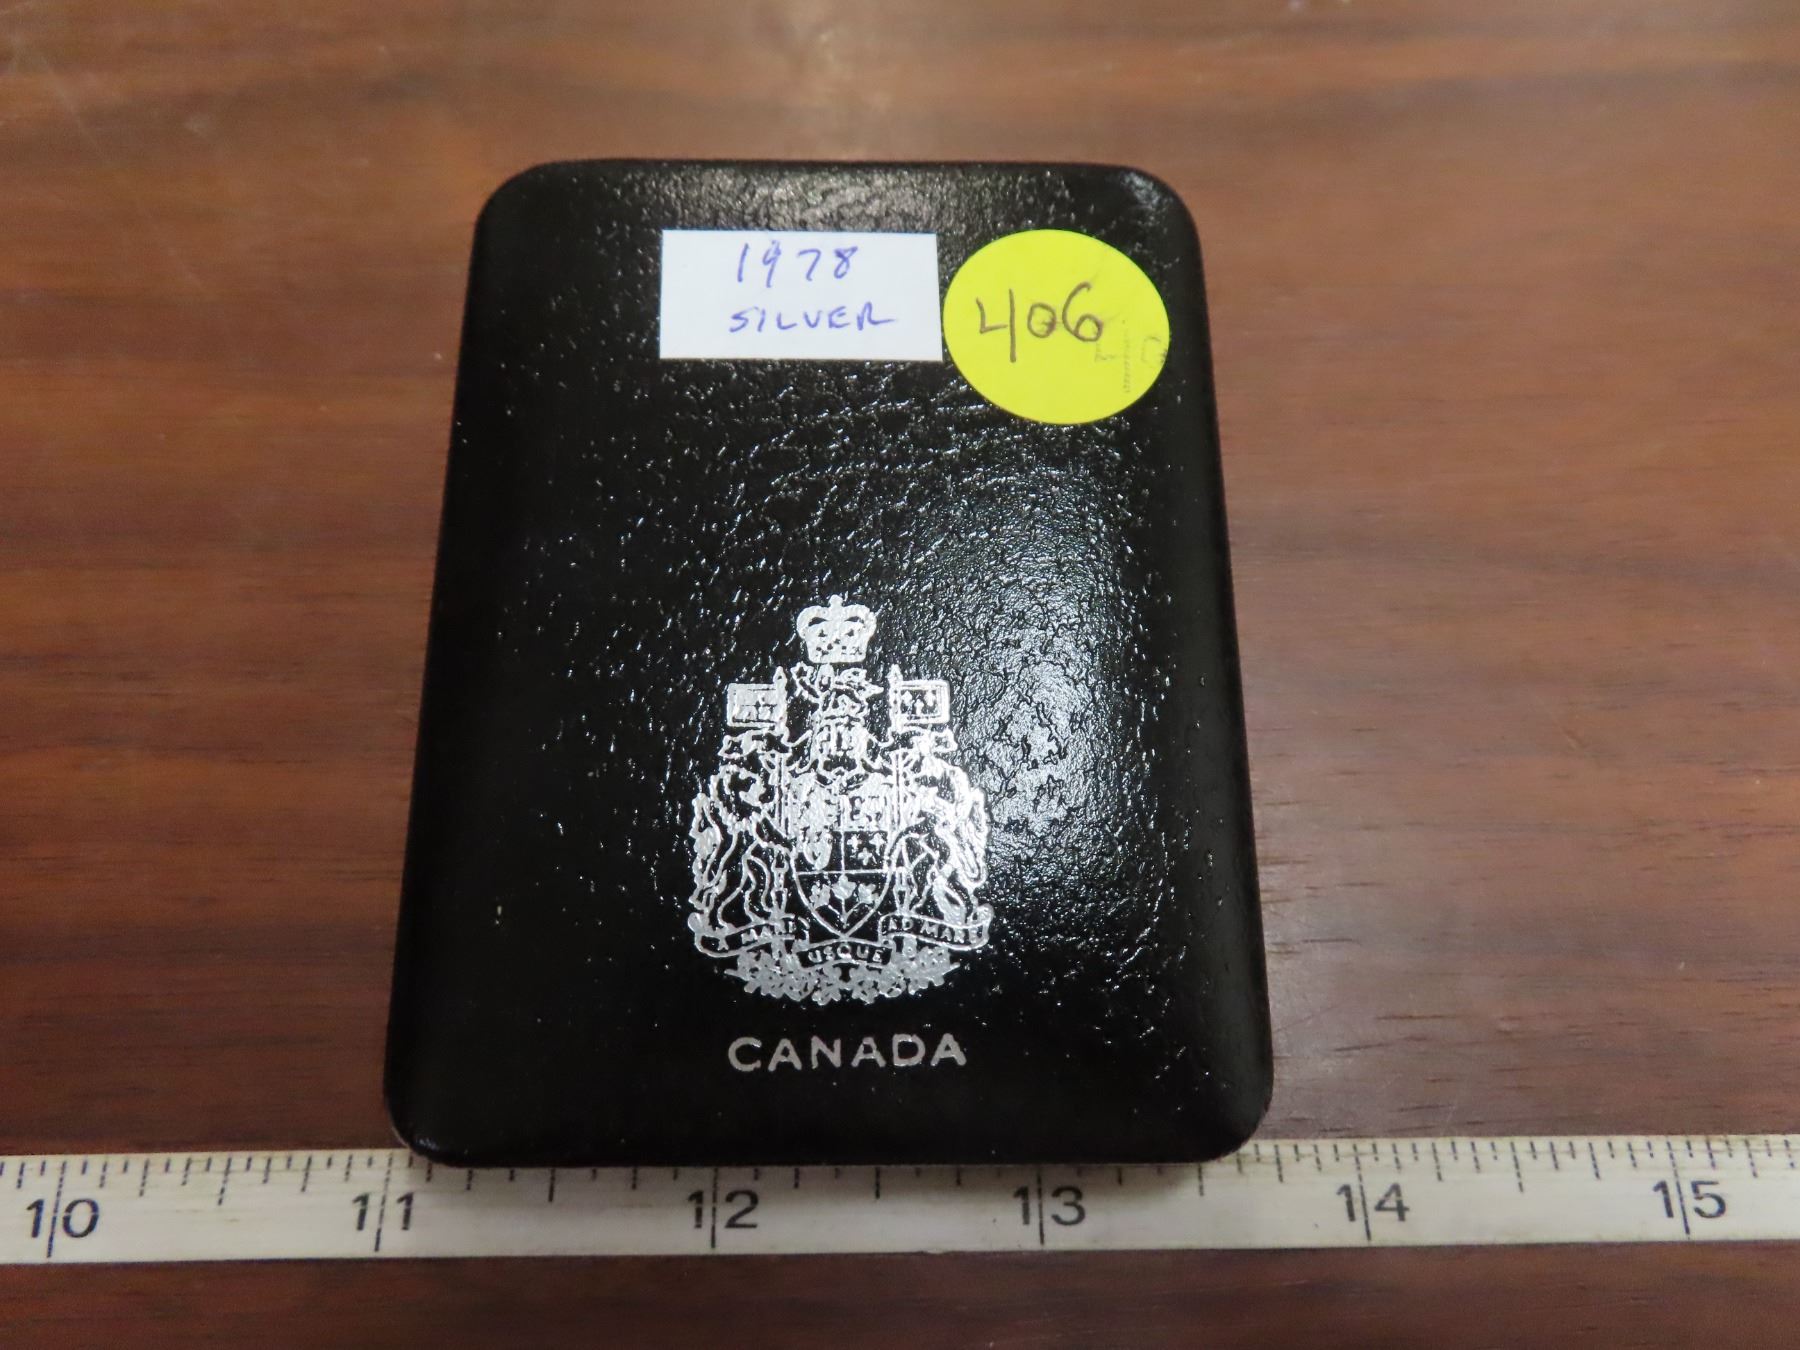 1978
SILVER
406
A MARI
USQUE
AD MARE
CANADA
10 11 12 13 14 15